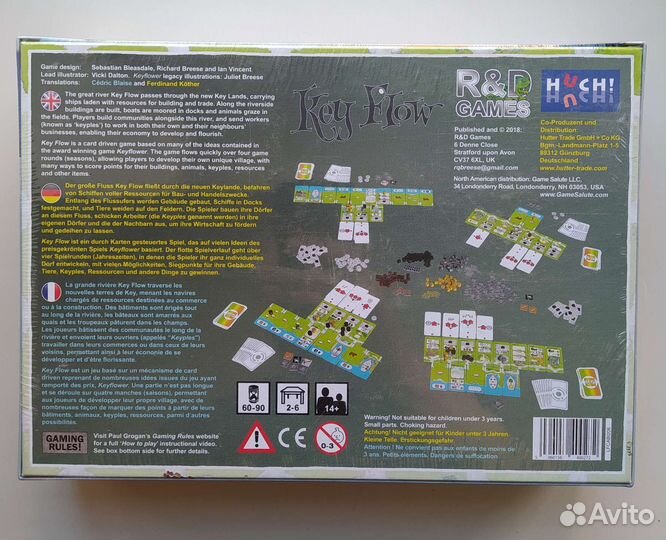 Game design: Sebastian Bleasdale, Richard Breese and Ian Vincent
Lead illustrator: Vicki Dalton. Keyflower legacy illustrations: Juliet Breese
Translations: Cédric Blaise and Ferdinand Köther
The great river Key Flow passes through the new Key Lands, carrying
ships laden with resources for building and trade. Along the riverside
buildings are built, boats are moored in docks and animals graze in
the fields. Players build communities alongside this river, and send workers
(known as 'keyples') to work in both their own and their neighbours'
businesses, enabling their economy to develop and flourish.
Key Flow is a card driven game based on many of the ideas contained in
the award winning game Keyflower. The game flows quickly over four game
rounds (seasons), allowing players to develop their own unique village, with
many ways to score points for their buildings, animals, keyples, resources
and other items.
Der große Fluss Key Flow fließt durch die neuen Keylande, befahren
von Schiffen voller Ressourcen für Bau- und Handelszwecke.
Entlang des Flussufers werden Gebäude gebaut, Schiffe in Docks
festgemacht, und Tiere weiden auf den Feldern. Die Spieler bauen ihre Dörfer
an diesem Fluss, schicken Arbeiter (die Keyples genannt werden) in ihre
eigenen Dörfer und die der Nachbarn aus, um ihre Wirtschaft zu fördern
und gedeihen zu lassen.
Key Flow ist ein durch Karten gesteuertes Spiel, das auf vielen Ideen des
preisgekrönten Spiels Keyflower basiert. Der flotte Spielverlauf geht über
vier Spielrunden (Jahreszeiten), in denen die Spieler ihr ganz individuelles
Dorf entwickeln, mit vielen Möglichkeiten, Siegpunkte für ihre Gebäude,
Tiere, Keyples, Ressourcen und andere Dinge zu gewinnen.
La grande rivière Key Flow traverse les
nouvelles terres de Key, menant les navires
chargés de ressources destinées au commerce
ou à la construction. Des bâtiments sont érigés tout
au long de la rivière, les bâteaux sont amarrés aux
quais et les troupeaux pâturent dans les champs.
Les joueurs bâtissent des communautés le long de la
rivière et envoient leurs ouvriers (appelés "Keyples")
travailler dans leurs commerces ou dans ceux de leurs
voisins, permettant ainsi à leur économie de se
développer et d'être florissante.
Key Flow est un jeu basé sur un mécanisme de card
driven reprenant de nombreuses idées issues du jeu ayant
remporté des prix, Keyflower. Une partie n'est pas longue
et se déroule sur quatre manches (saisons), permettant
aux joueurs de développer leur propre village, avec de
nombreuses façons de marquer des points à partir de leurs
bâtiments, animaux, keyples, ressources, et parmi d'autres
possibilités.
GAMING
RULES!
Visit Paul Grogan's Gaming Rules website
for a full 'How to play' instructional video.
See box bottom side for further details.
Key Flow
R&D
GAMES
HUCH!
Published and © 2018:
R&D Games
6 Denne Close
Stratford upon Avon
CV37 6XL, UK
rqbreese@gmail.com
Co-Produzent und
Distribution:
Hutter Trade GmbH + Co KG
Bgm.-Landmann-Platz 1-5
89312 Günzburg
Deutschland
www.hutter-trade.com
North American distribution: Game Salute LLC.
34 Londonderry Road, Londonderry, NH 03053, USA
www.GameSalute.com
60-90
2-6
14+
CE
0-3
Warning! Not suitable for children under 3 years.
Small parts. Choking hazard.
Achtung! Nicht geeignet für Kinder unter 3 Jahren.
Kleine Teile. Erstickungsgefahr.
Attention! Ne convient pas aux enfants de moins de
3 ans. Petits éléments. Danger de suffocation.
Avito